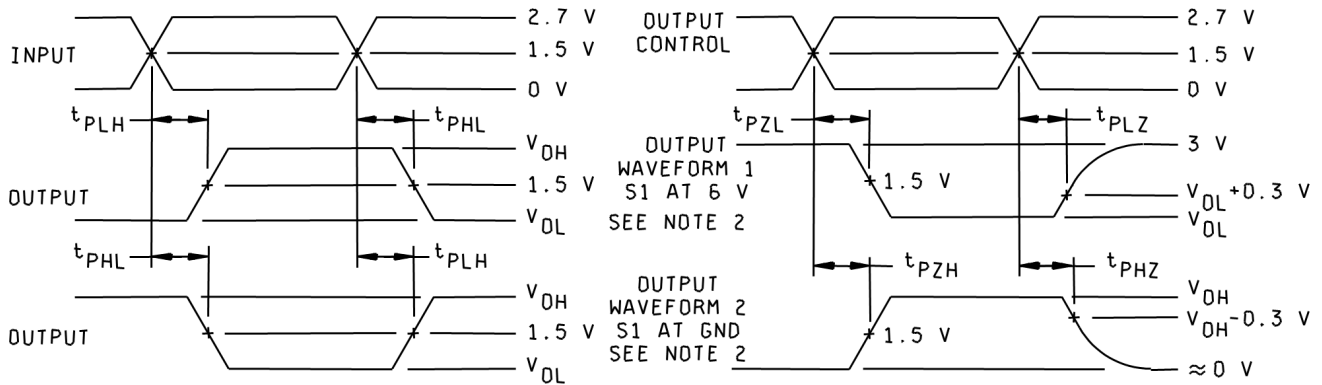 INPUT
2.7 V
1.5 V
0 V
tPLH
tPHL
OUTPUT
VOH
1.5 V
VOL
tPHL
tPLH
OUTPUT
VOH
1.5 V
VOL
OUTPUT
CONTROL
2.7 V
1.5 V
0 V
tPZL
tPLZ
OUTPUT
WAVEFORM 1
S1 AT 6 V
SEE NOTE 2
1.5 V
3 V
VOL+0.3 V
VOL
tPZH
tPHZ
OUTPUT
WAVEFORM 2
S1 AT GND
SEE NOTE 2
1.5 V
VOH
VOH-0.3 V
≈0 V